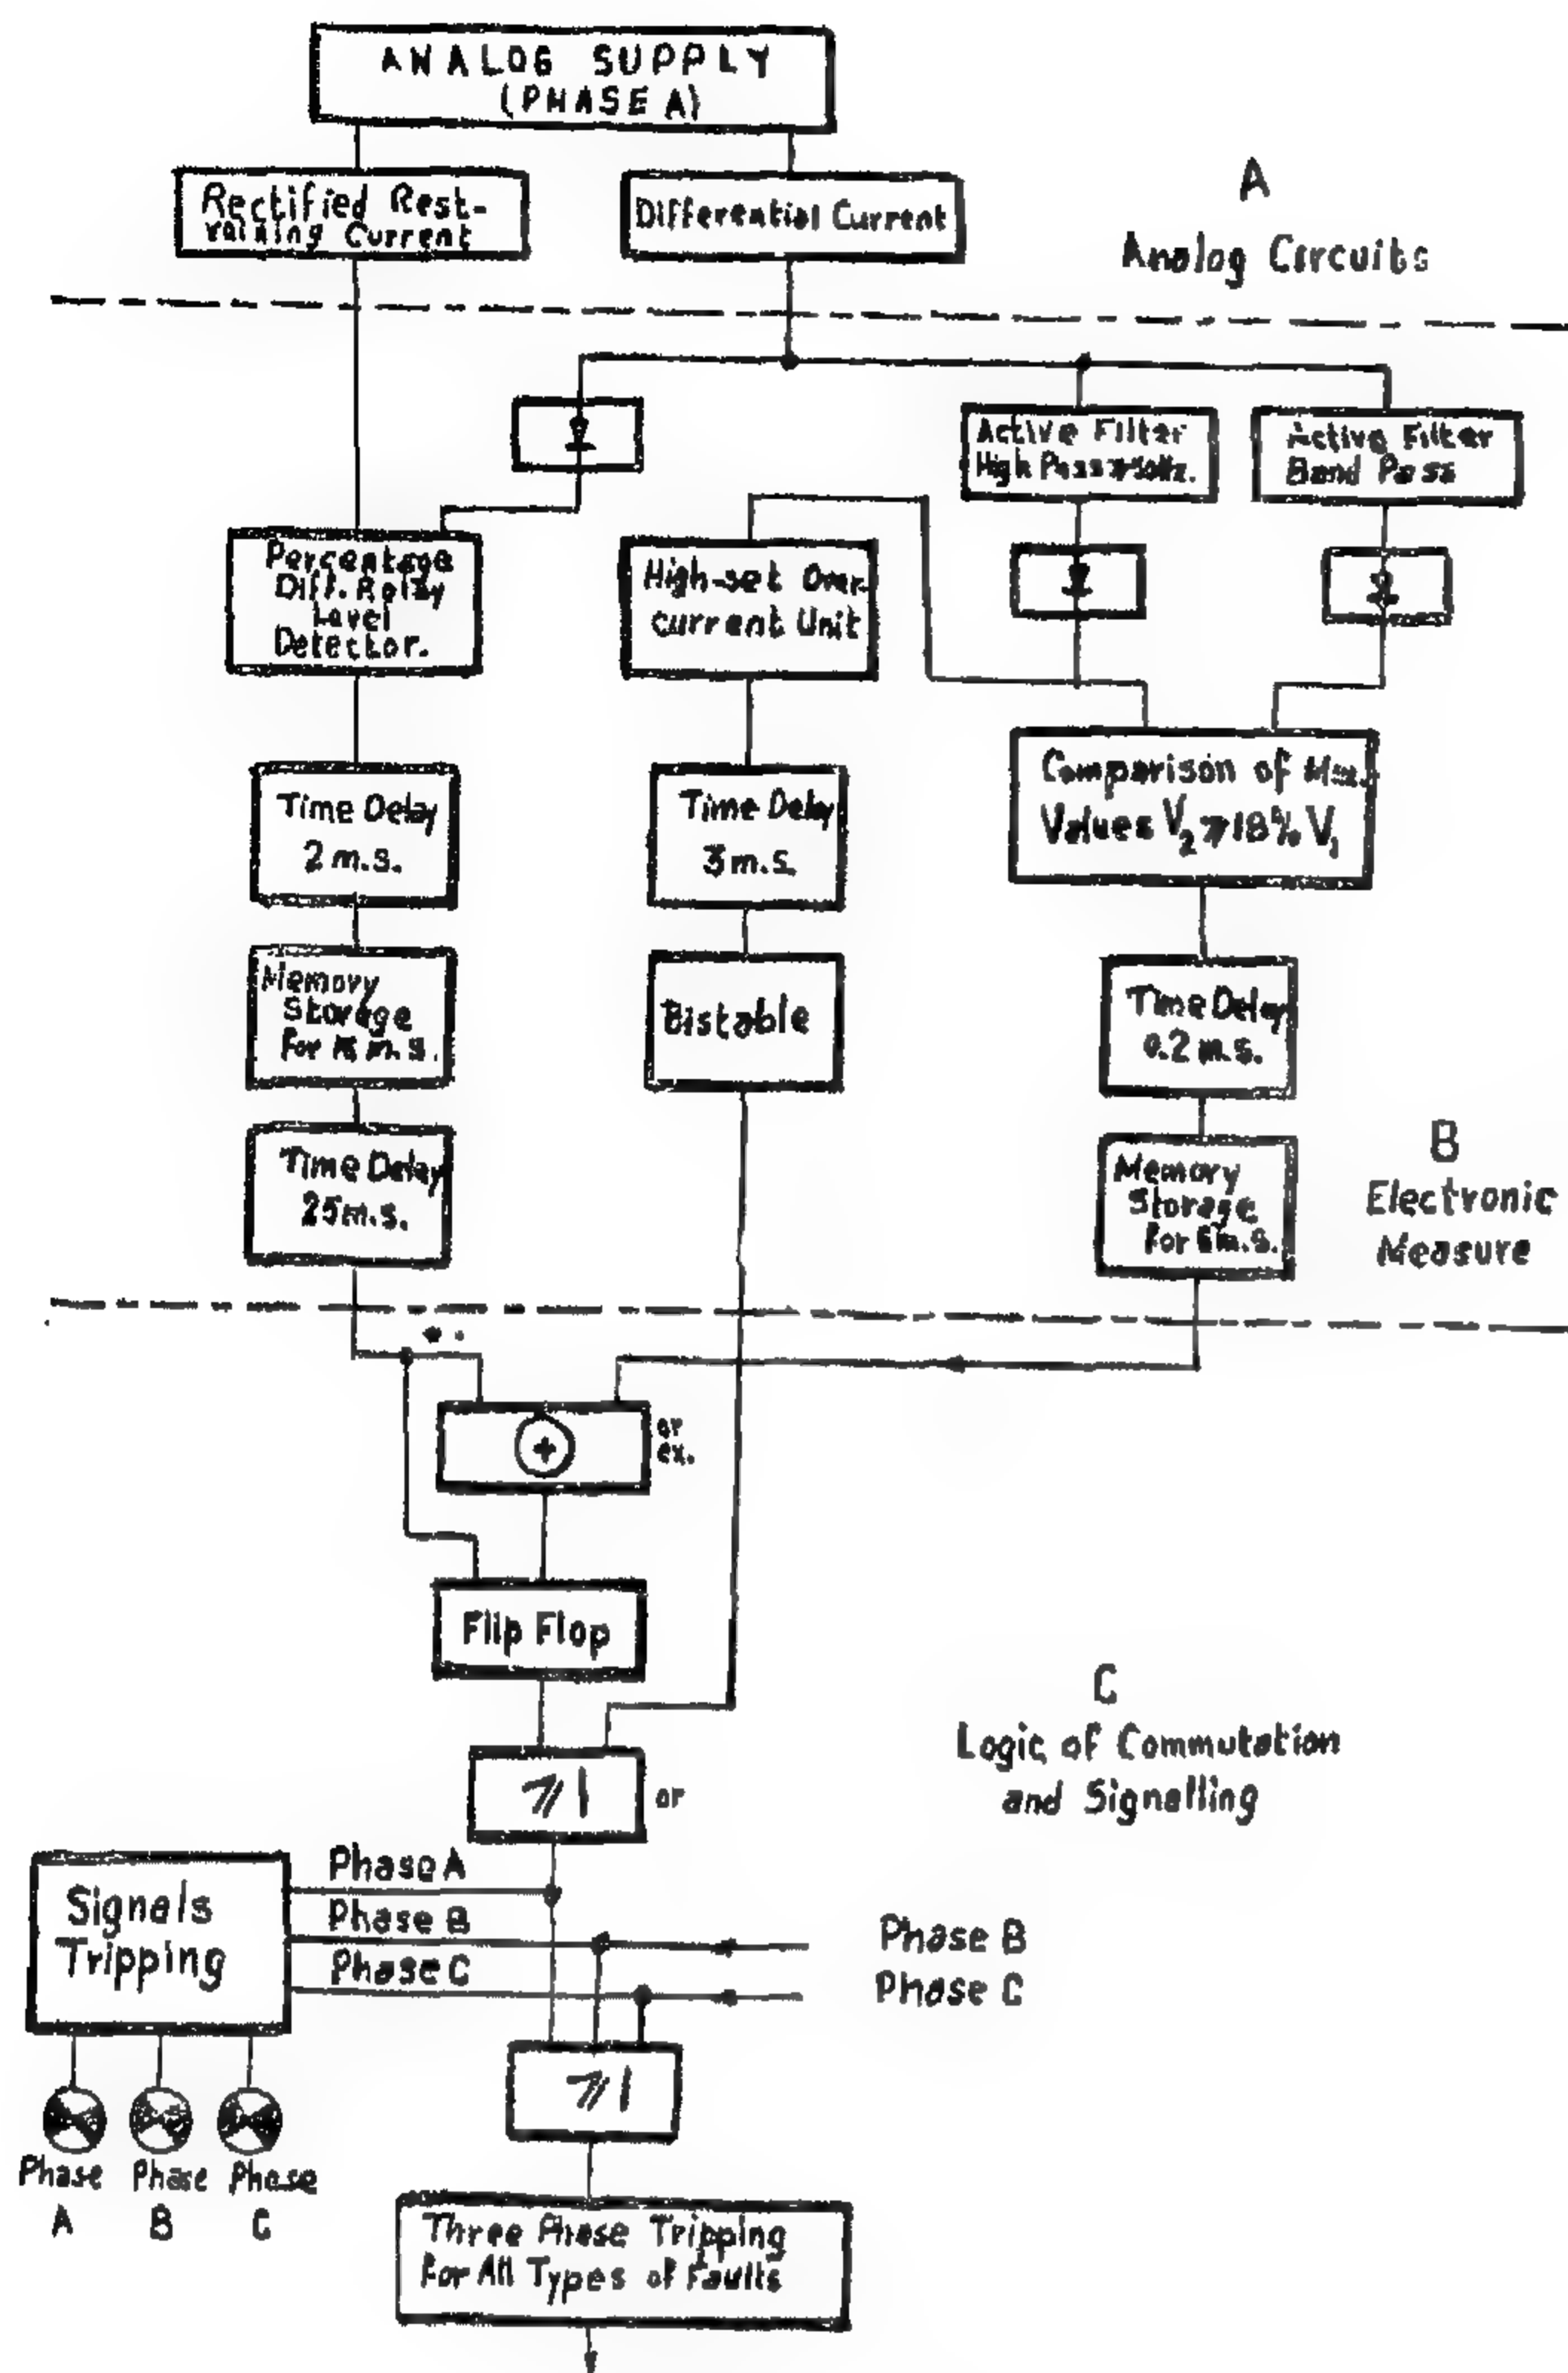 ANALOG SUPPLY
(PHASE A)
Rectified Rest-
raining Current
Differential Current
A
Analog Circuits
Active Filter
High Pass
Active Filter
Band Pass
Percentage
Diff. Relay
Level
Detector.
High-set Over-
current Unit
Comparison of
Values V2 ⩾ 18% V1
Time Delay
2 m.s.
Time Delay
3 m.s.
Memory
Storage
for m.s.
Bistable
Time Delay
0.2 m.s.
Time Delay
25 m.s.
Memory
Storage
for m.s.
B
Electronic
Measure
+
or
ex.
Flip Flop
C
Logic of Commutation
and Signalling
⩾1
or
Signals
Tripping
Phase A
Phase B
Phase C
Phase B
Phase C
⩾1
Phase
A
Phase
B
Phase
C
Three Phase Tripping
for All Types of Faults